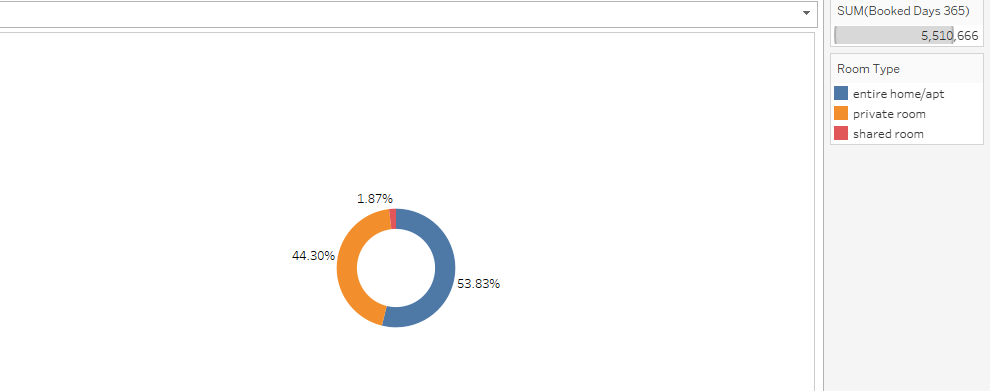 SUM(Booked Days 365)
5,510,666
Room Type
entire home/apt
private room
shared room
1.87%
44.30%
53.83%